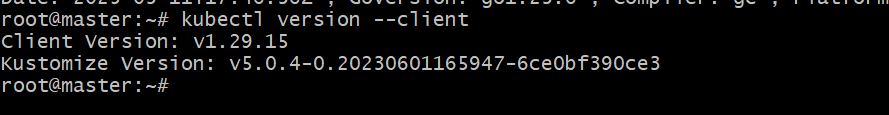 root@master:~# kubectl version --client
Client Version: v1.29.15
Kustomize Version: v5.0.4-0.20230601165947-6ce0bf390ce3
root@master:~#